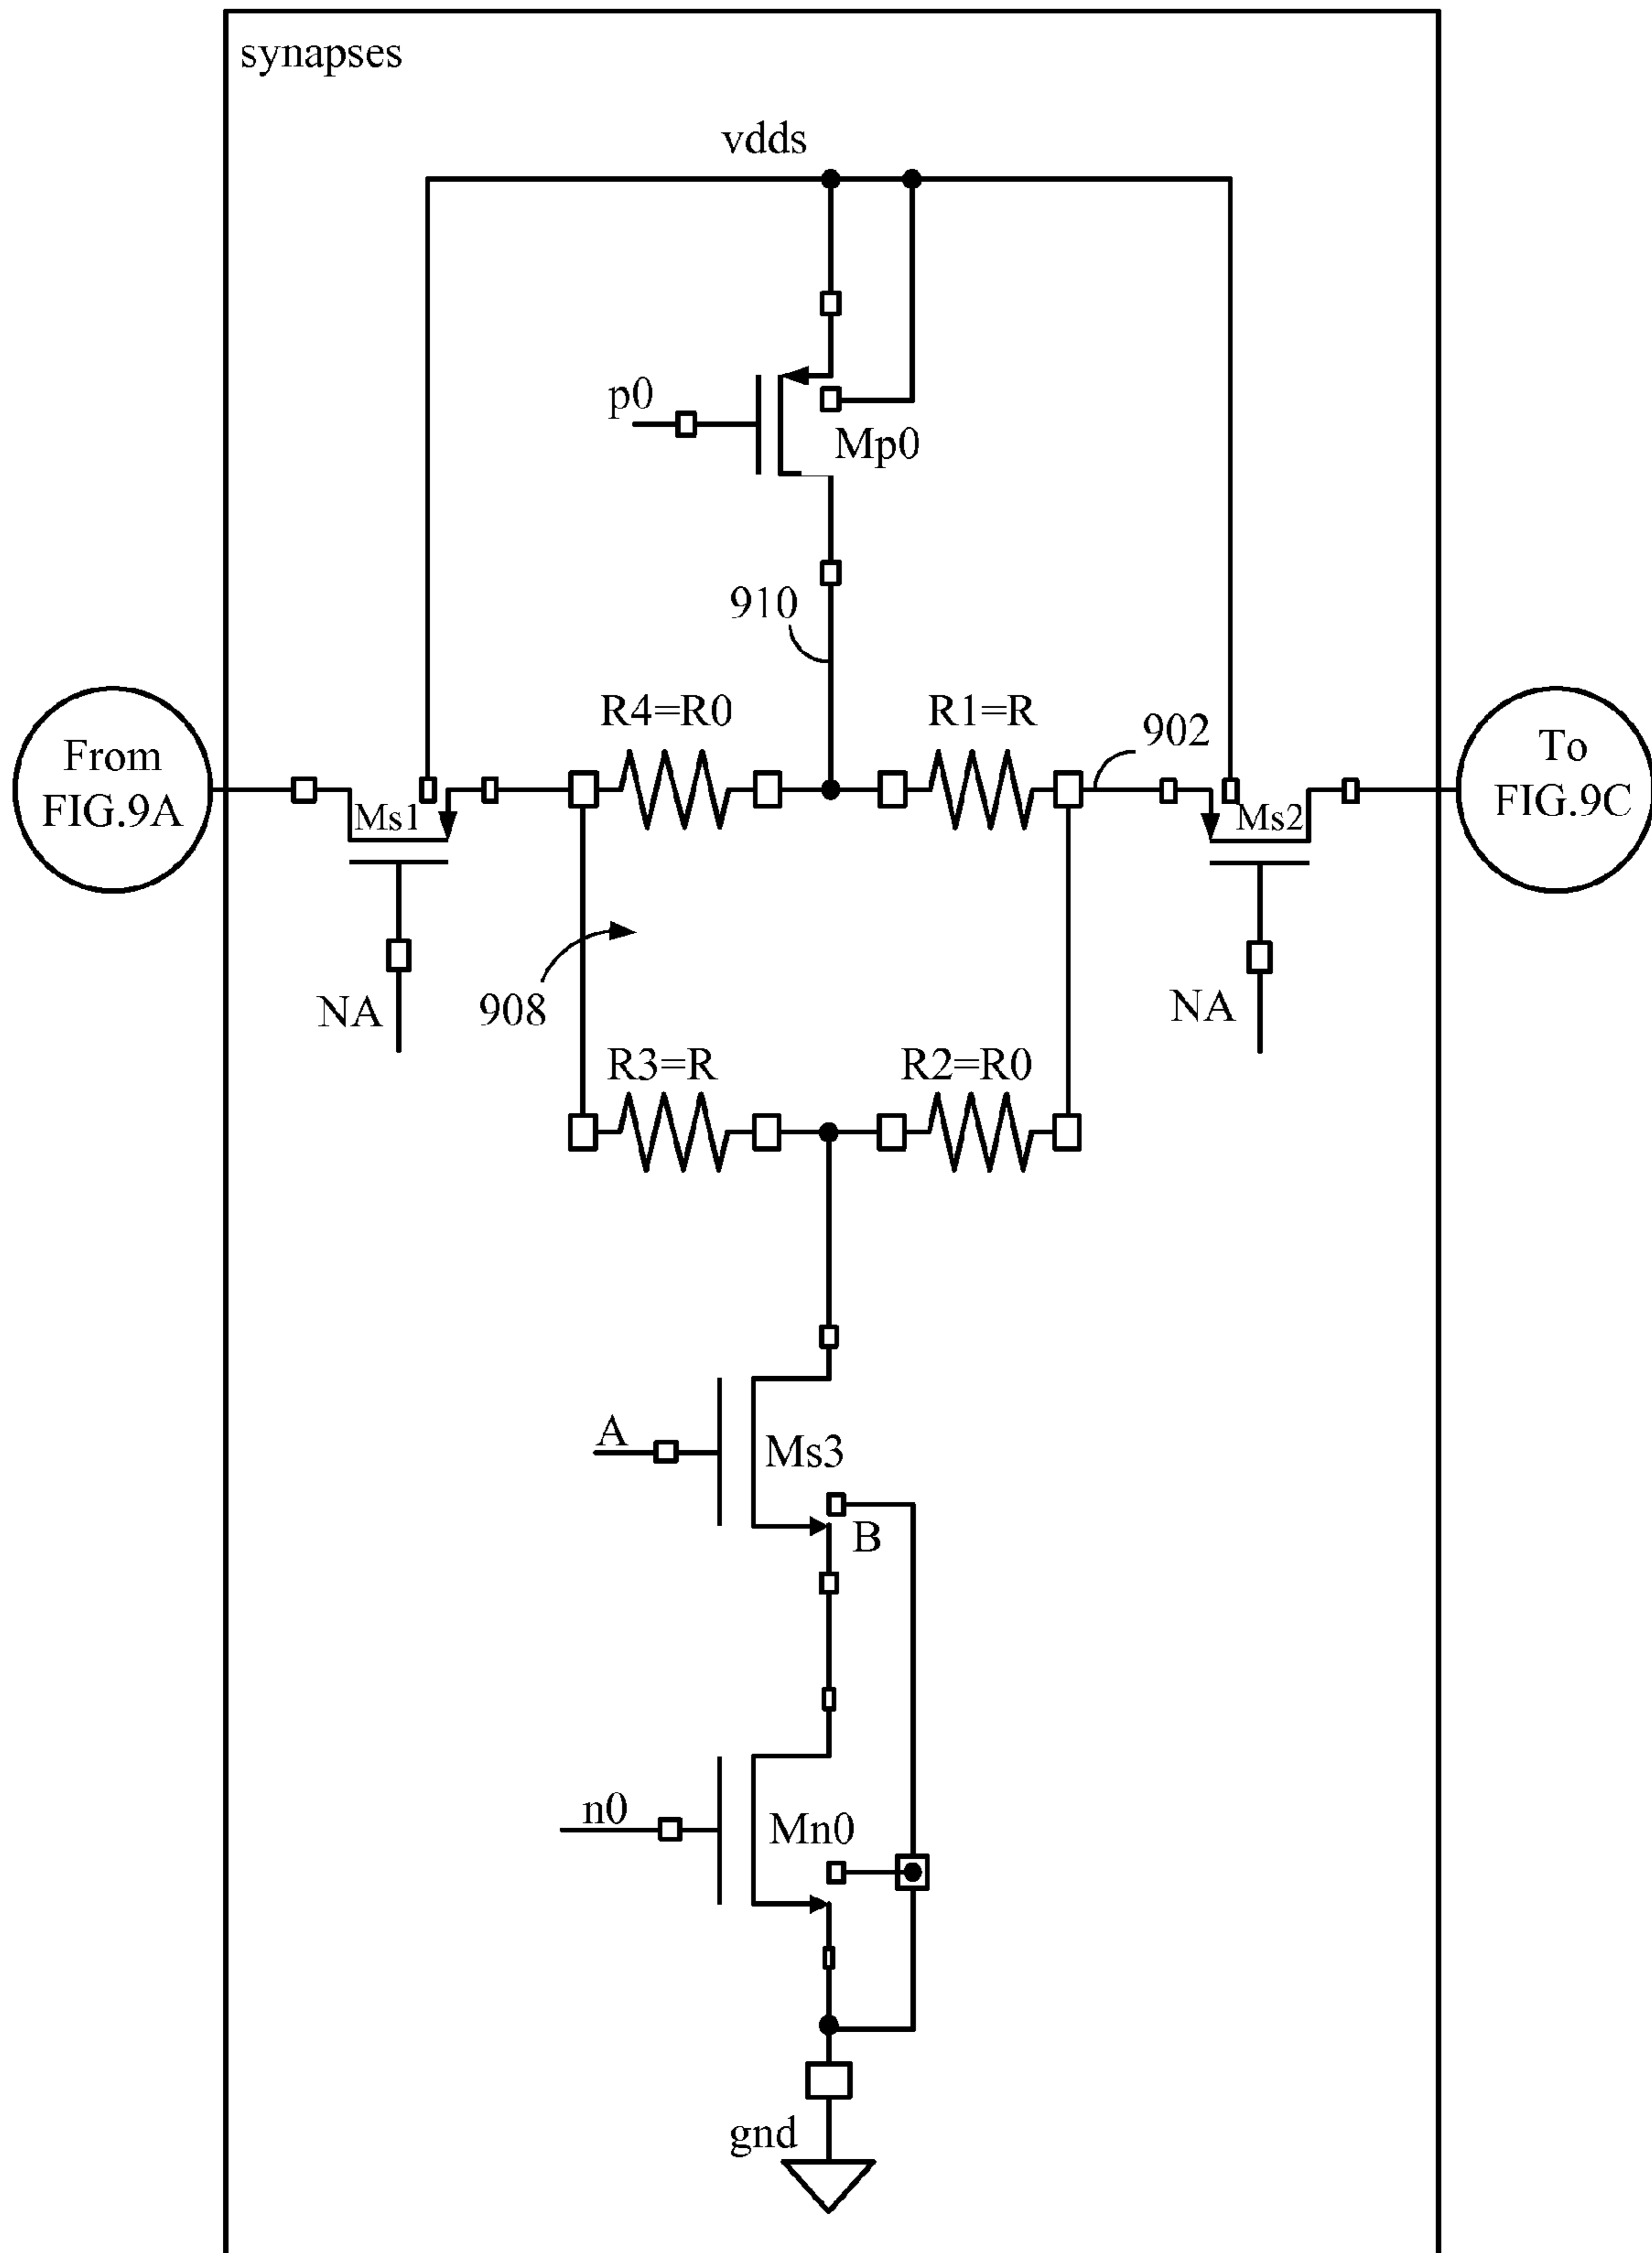 synapses
vdds
p0
Mp0
910
R4=R0
R1=R
902
From
FIG.9A
To
FIG.9C
Ms1
Ms2
908
NA
NA
R3=R
R2=R0
A
Ms3
B
n0
Mn0
gnd